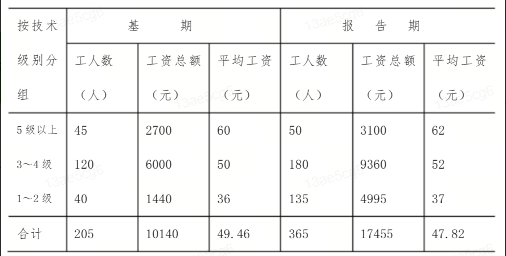 按技术级别分组 基 期 报 告 期
工人数（人） 工资总额（元） 平均工资（元） 工人数（人） 工资总额（元） 平均工资（元）
5级以上 45 2700 60 50 3100 62
3～4级 120 6000 50 180 9360 52
1～2级 40 1440 36 135 4995 37
合计 205 10140 49.46 365 17455 47.82